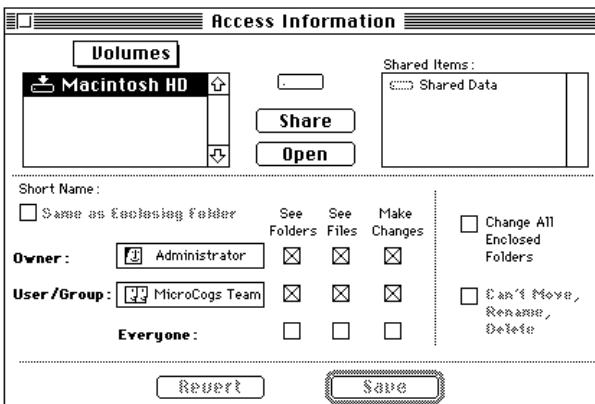 Access Information
Volumes
Shared Items:
Macintosh HD
Shared Data
Share
Open
Short Name:
Same as Enclosing Folder
See Folders
See Files
Make Changes
Change All
Enclosed
Folders
Owner:
Administrator
User/Group:
MicroCogs Team
Can't Move,
Rename,
Delete
Everyone:
Revert
Save